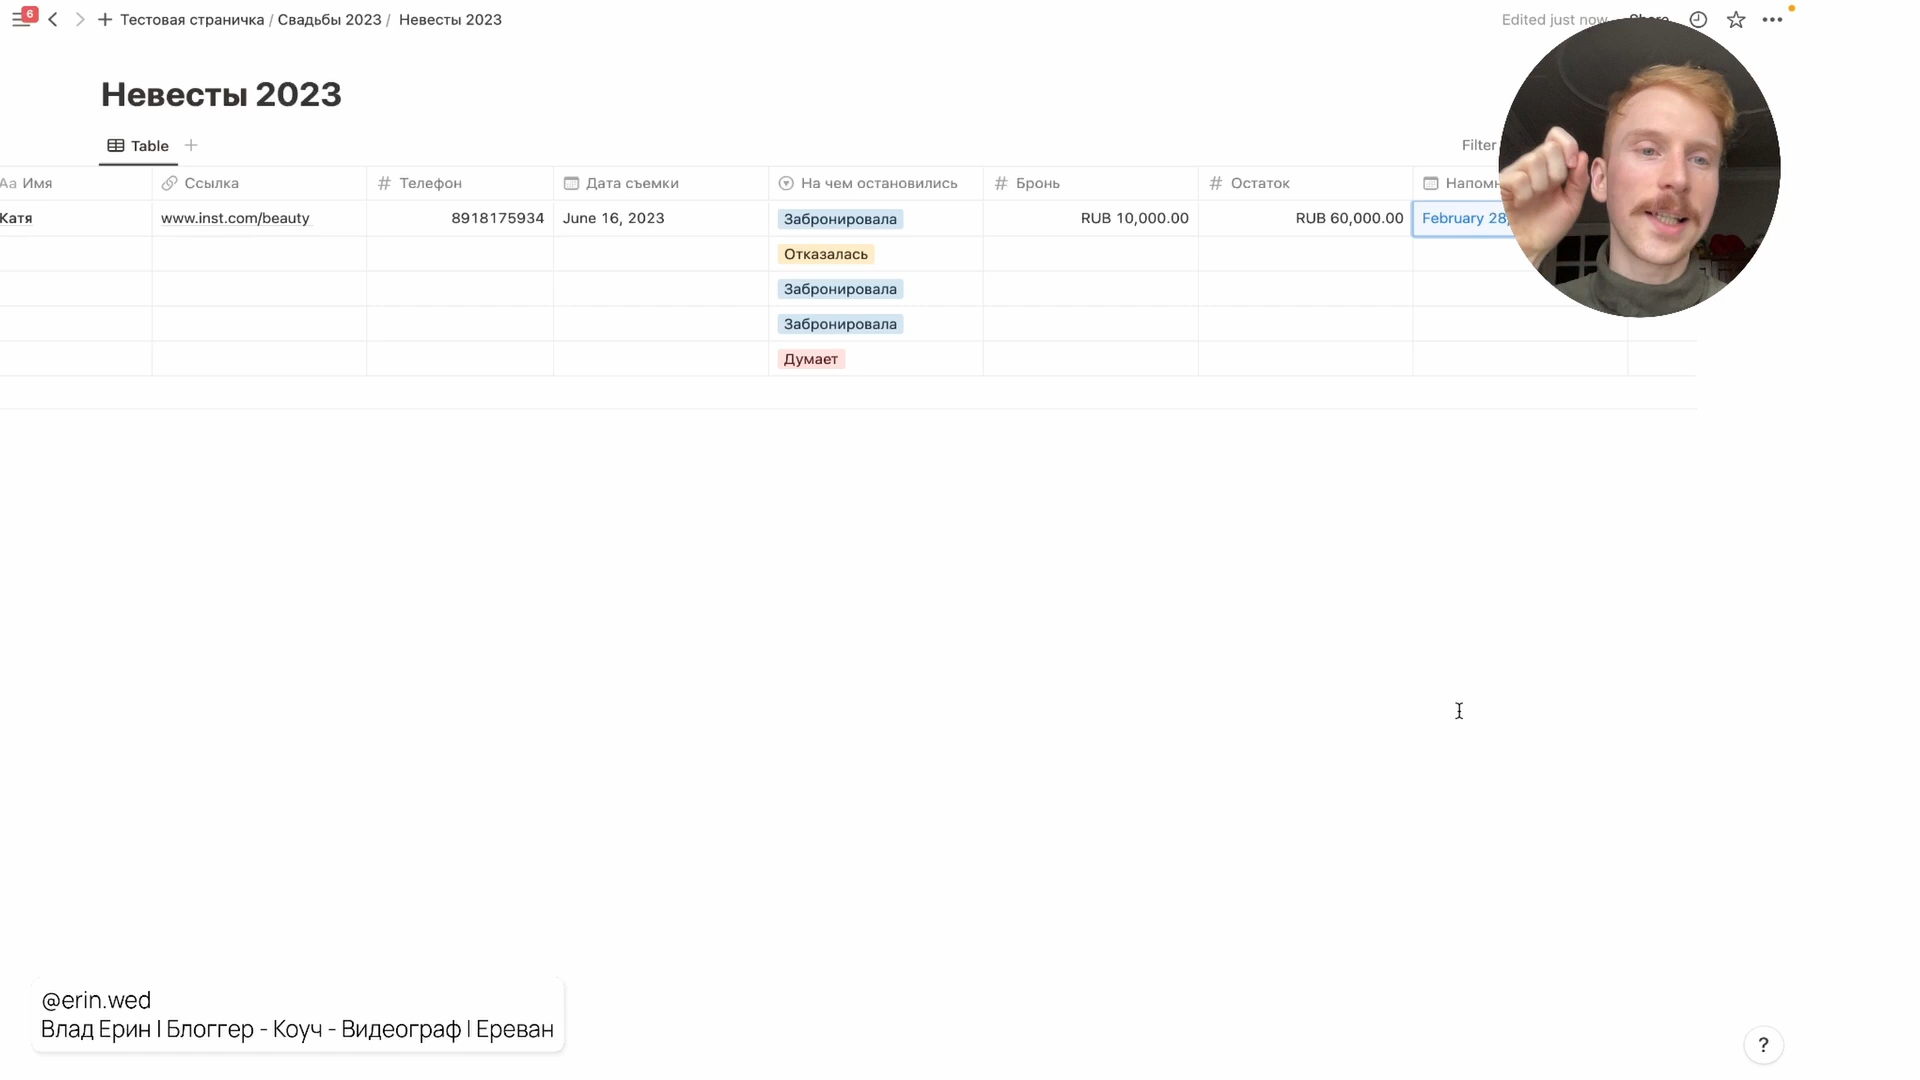 6
Тестовая страничка / Свадьбы 2023 / Невесты 2023
Edited just now Share
Невесты 2023
Table
Filter
Aa Имя Ссылка # Телефон Дата съемки На чем остановились # Бронь # Остаток
Катя www.inst.com/beauty 8918175934 June 16, 2023 Забронировала RUB 10,000.00 RUB 60,000.00 February 28,
Отказалась
Забронировала
Забронировала
Думает
@erin.wed
Влад Ерин | Блоггер - Коуч - Видеограф | Ереван
?